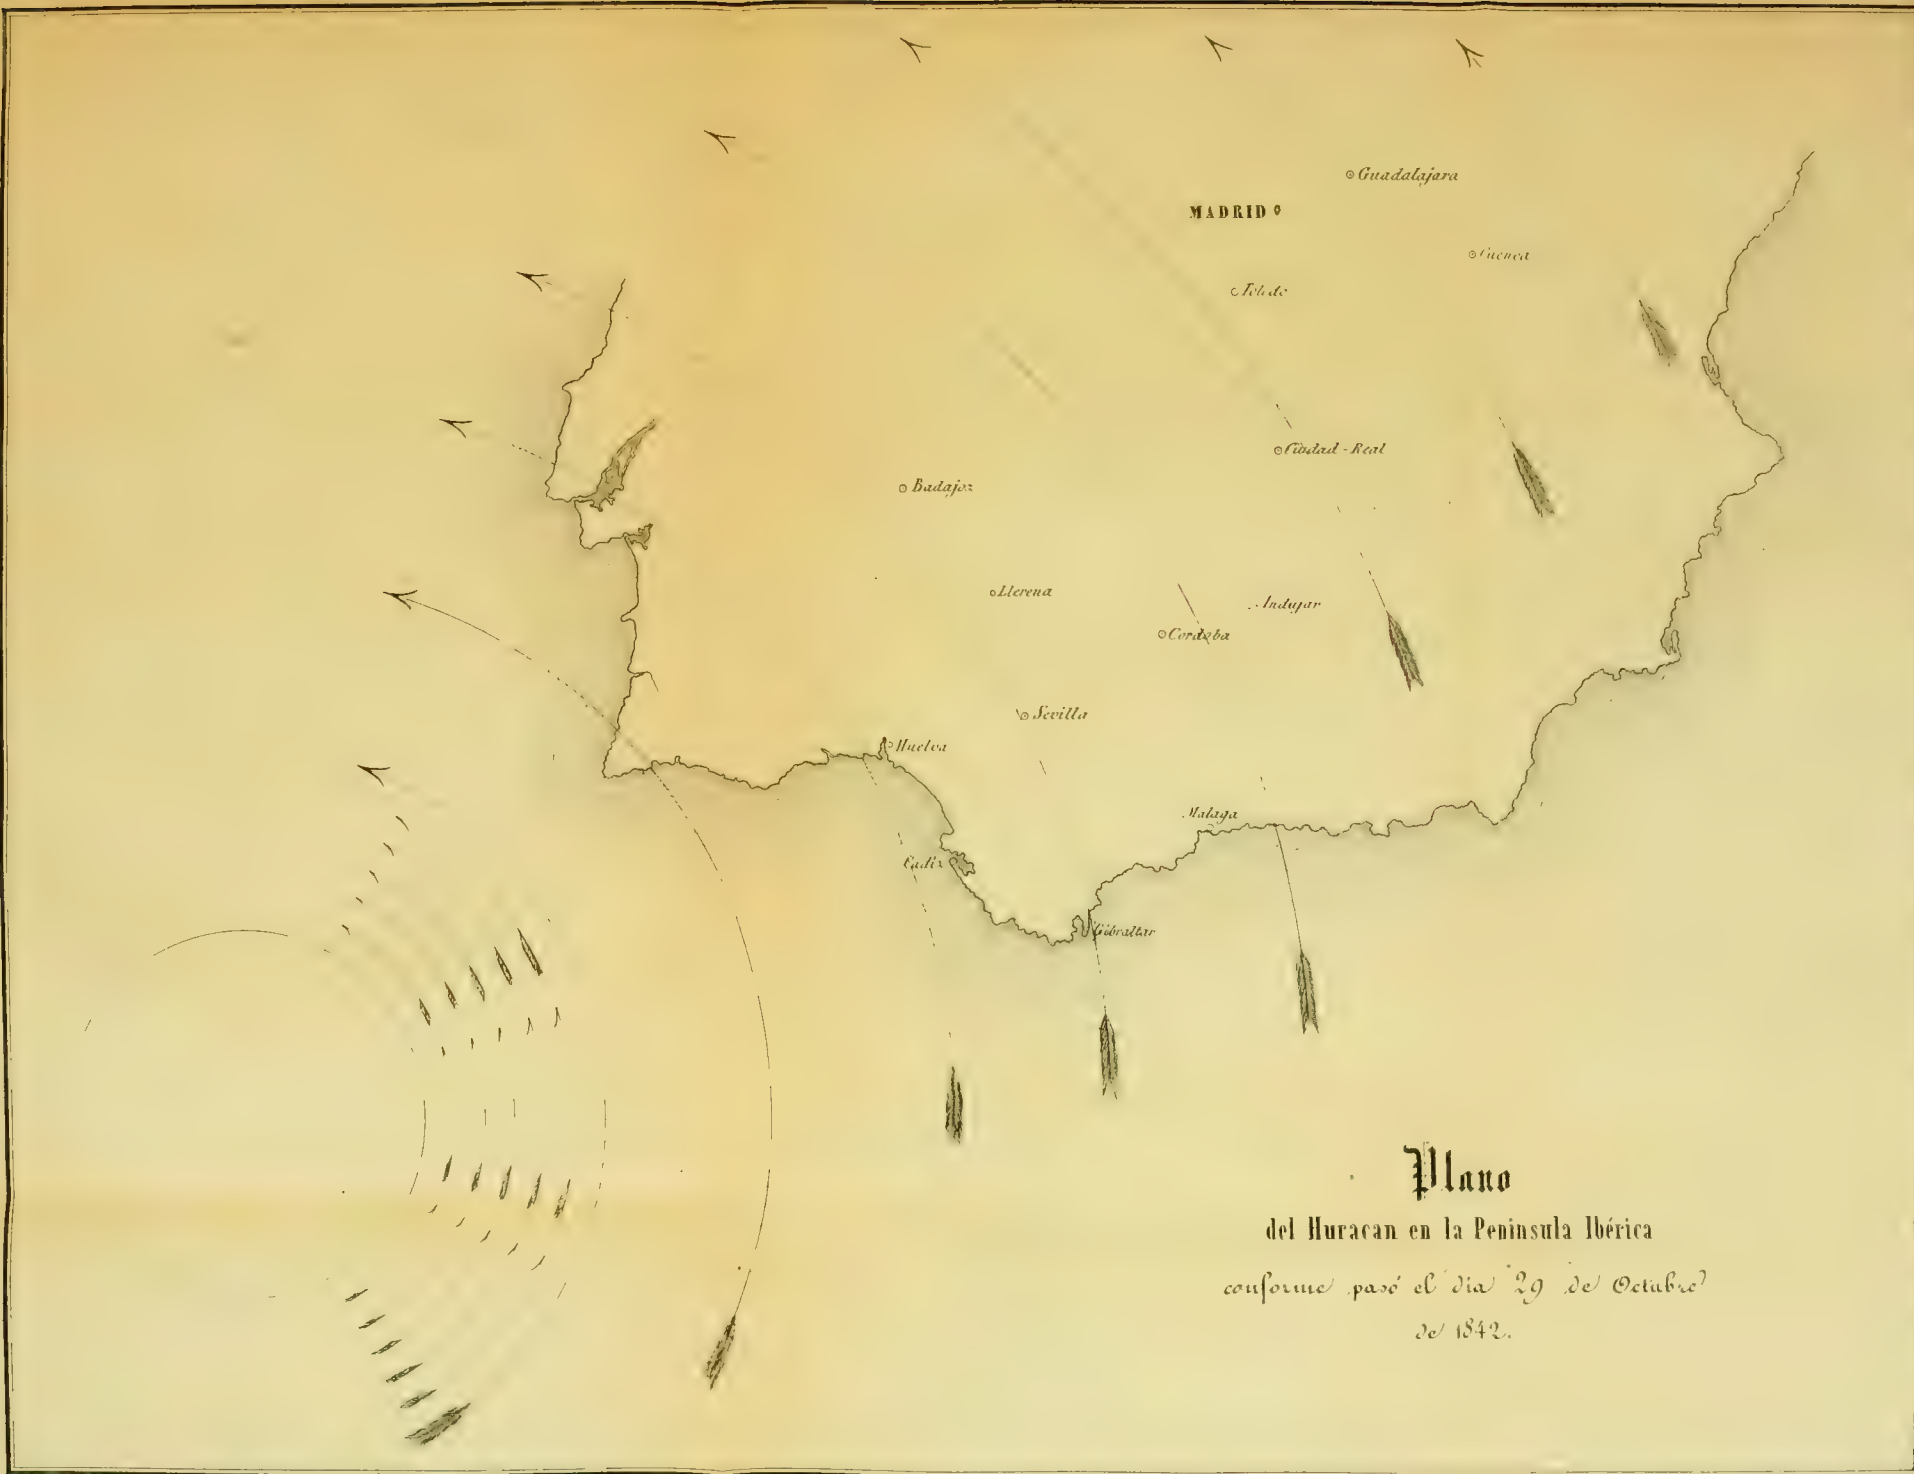 Guadalajara
MADRID
Cuenca
Toledo
Ciudad-Real
Badajoz
Llerena
Andujar
Cordoba
Sevilla
Huelva
Malaga
Cadiz
Gibraltar
Plano
del Huracan en la Peninsula Ibérica
conforme pasó el dia 29 de Octubre
de 1842.